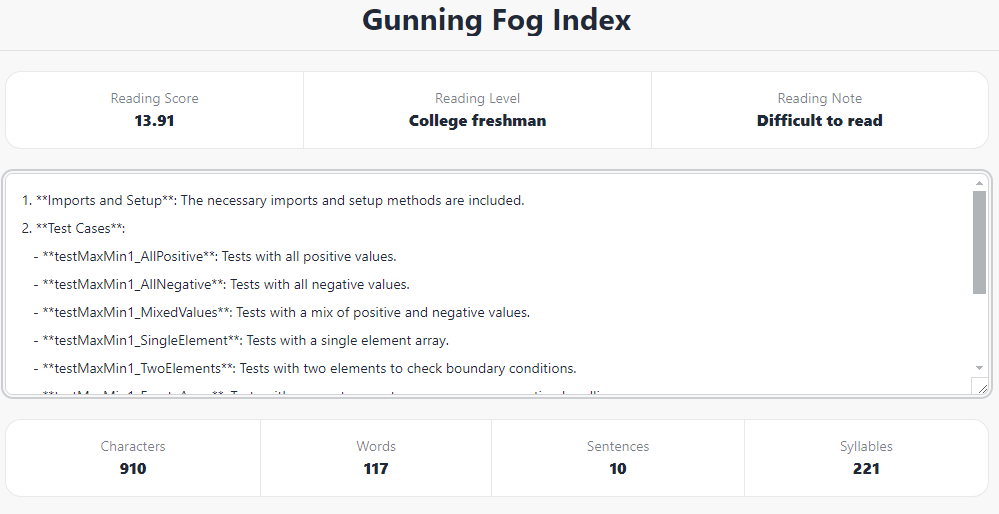 Gunning Fog Index
Reading Score
13.91
Reading Level
College freshman
Reading Note
Difficult to read
1. **Imports and Setup**: The necessary imports and setup methods are included.
2. **Test Cases**:
- **testMaxMin1_AllPositive**: Tests with all positive values.
- **testMaxMin1_AllNegative**: Tests with all negative values.
- **testMaxMin1_MixedValues**: Tests with a mix of positive and negative values.
- **testMaxMin1_SingleElement**: Tests with a single element array.
- **testMaxMin1_TwoElements**: Tests with two elements to check boundary conditions.
Characters
910
Words
117
Sentences
10
Syllables
221